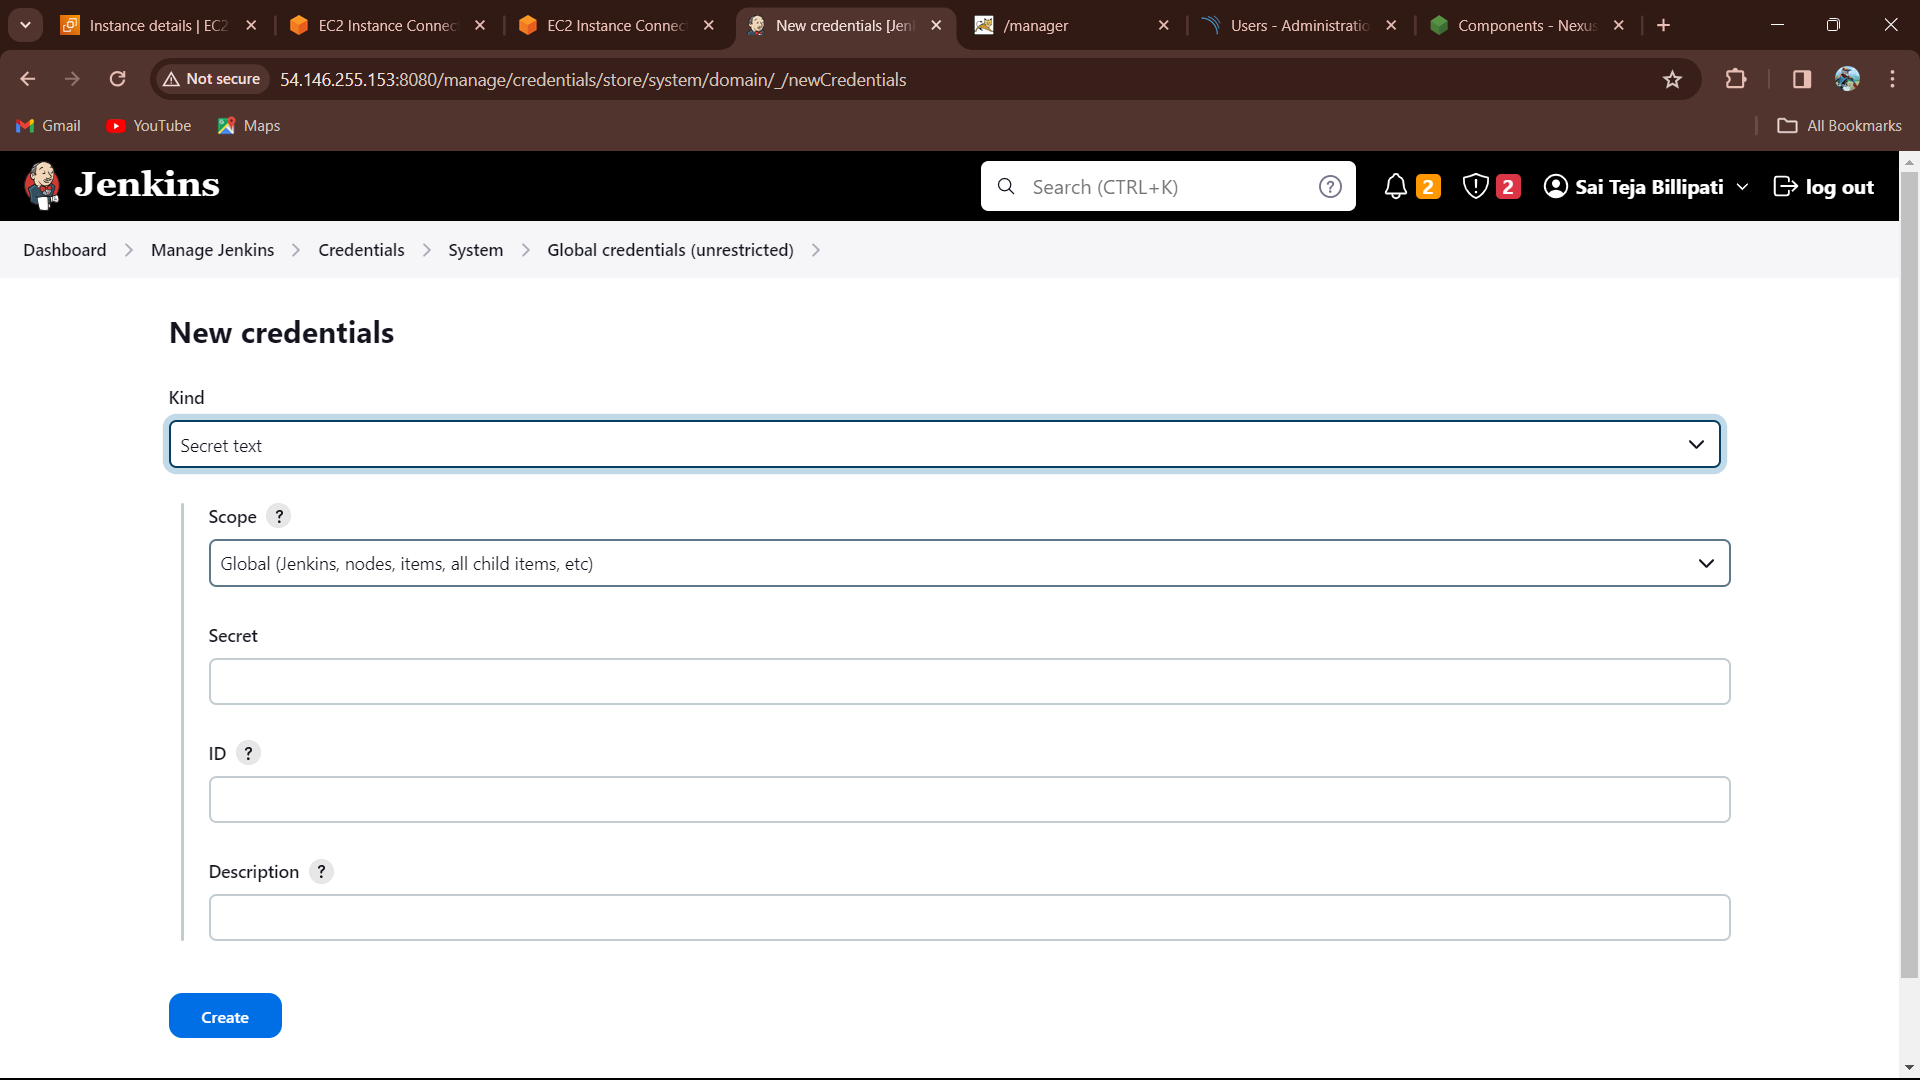 Instance details | EC2
EC2 Instance Connec
EC2 Instance Connec
New credentials [Jen
/manager
Users - Administratio
Components - Nexus
Not secure
54.146.255.153:8080/manage/credentials/store/system/domain/_/newCredentials
Gmail
YouTube
Maps
All Bookmarks
Jenkins
Search (CTRL+K)
?
2
2
Sai Teja Billipati
log out
Dashboard
Manage Jenkins
Credentials
System
Global credentials (unrestricted)
New credentials
Kind
Secret text
Scope ?
Global (Jenkins, nodes, items, all child items, etc)
Secret
ID ?
Description ?
Create